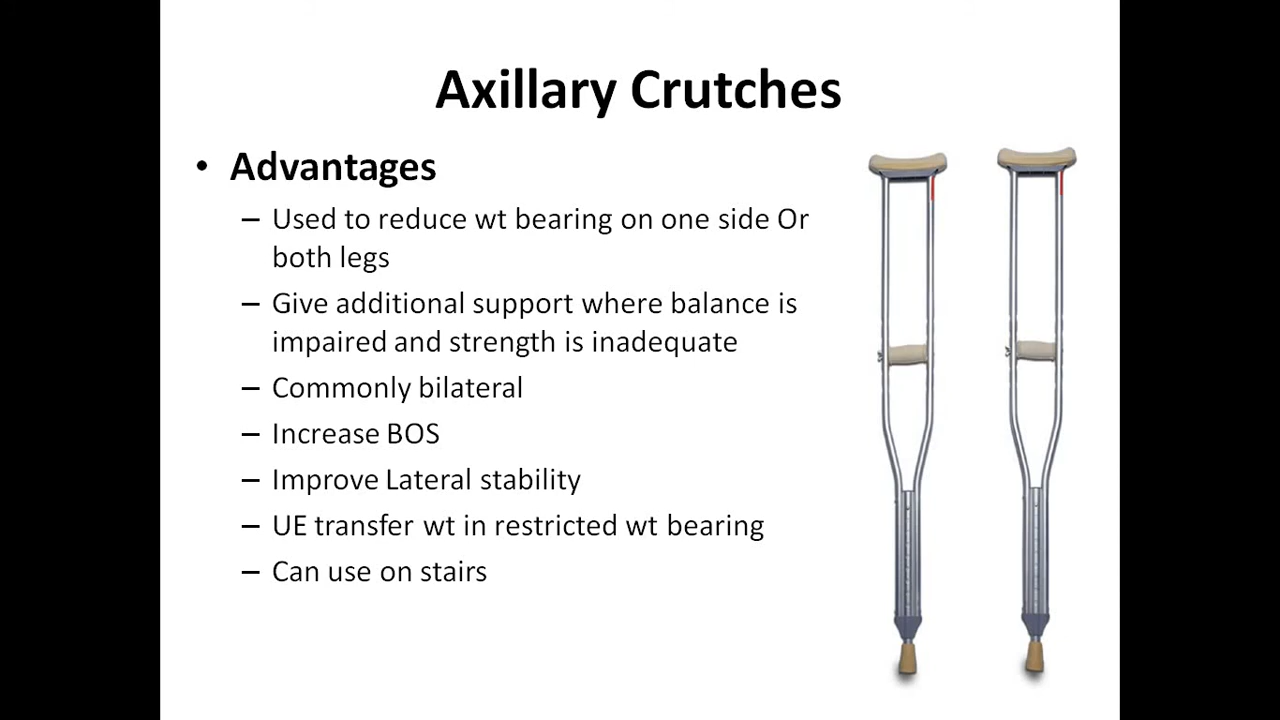 Axillary Crutches
• Advantages
– Used to reduce wt bearing on one side Or
both legs
– Give additional support where balance is
impaired and strength is inadequate
– Commonly bilateral
– Increase BOS
– Improve Lateral stability
– UE transfer wt in restricted wt bearing
– Can use on stairs